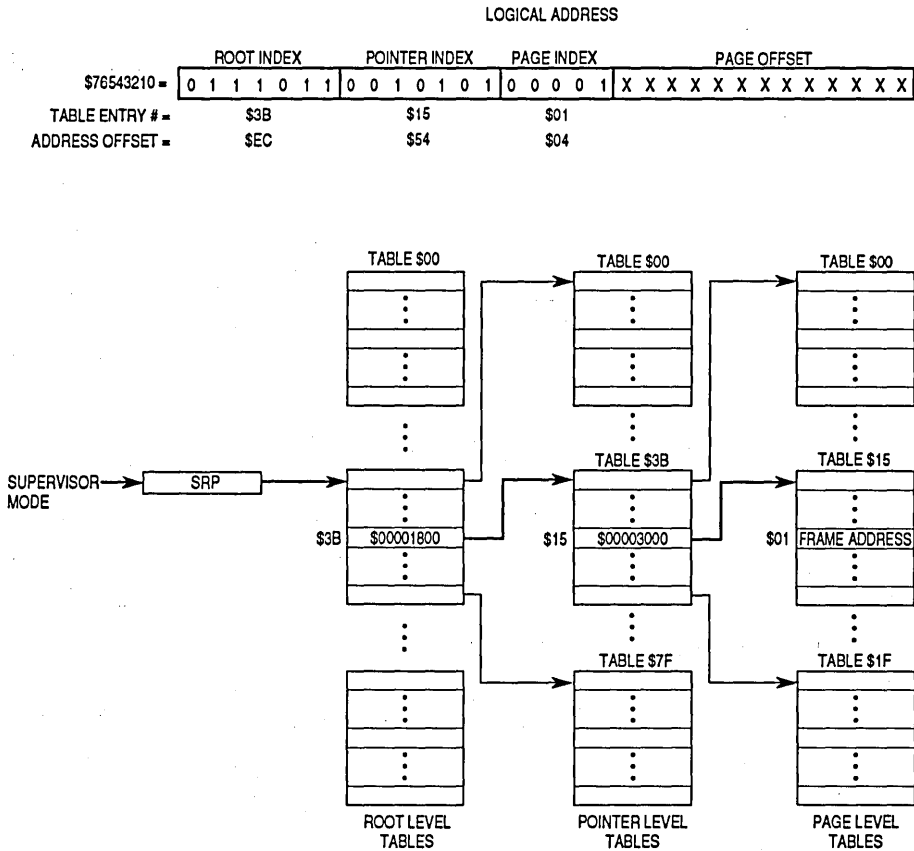 LOGICAL ADDRESS
ROOT INDEX POINTER INDEX PAGE INDEX PAGE OFFSET
$76543210 = 0 1 1 1 0 1 1 0 0 1 0 1 0 1 0 0 0 0 1 X X X X X X X X X X X X X
TABLE ENTRY # = $3B $15 $01
ADDRESS OFFSET = $EC $54 $04
TABLE $00 TABLE $00 TABLE $00
TABLE $3B TABLE $15
SUPERVISOR MODE SRP
$3B $00001800 $15 $00003000 $01 FRAME ADDRESS
TABLE $7F TABLE $1F
ROOT LEVEL TABLES POINTER LEVEL TABLES PAGE LEVEL TABLES